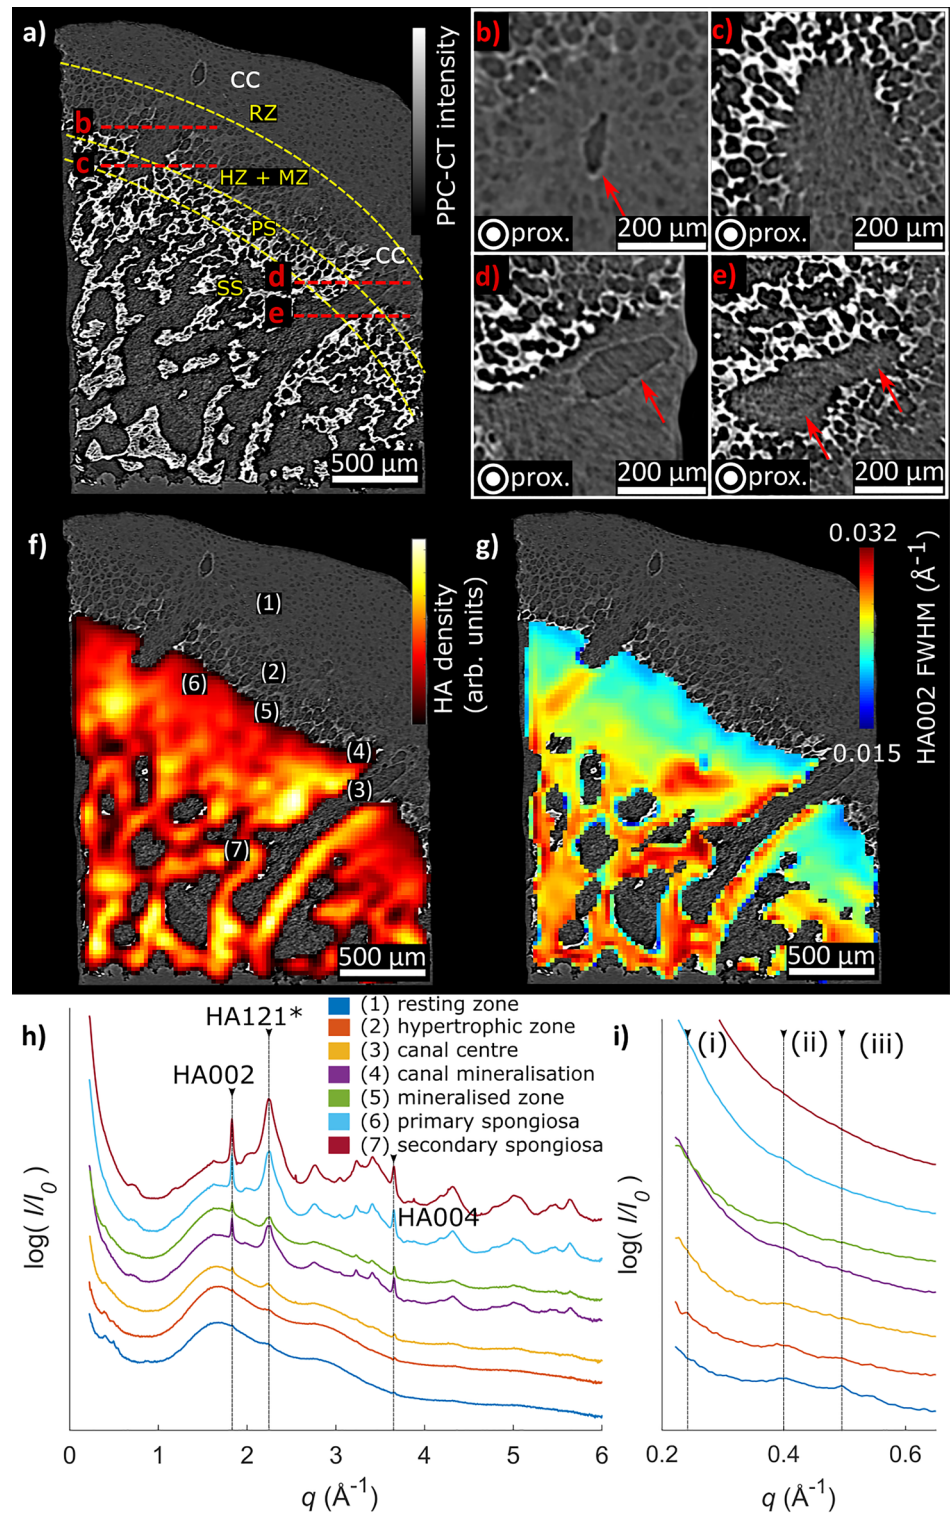 a)
CC
RZ
b
c
HZ + MZ
PS
CC
d
SS
e
500 µm
PPC-CT intensity
b)
prox.
200 µm
c)
200 µm
d)
prox.
200 µm
e)
prox.
200 µm
f)
(1)
(2)
(6)
(5)
(4)
(3)
(7)
500 µm
HA density
(arb. units)
g)
0.032
0.015
HA002 FWHM (Å⁻¹)
500 µm
h)
HA121*
HA002
HA004
(1) resting zone
(2) hypertrophic zone
(3) canal centre
(4) canal mineralisation
(5) mineralised zone
(6) primary spongiosa
(7) secondary spongiosa
log( I/I₀ )
0 1 2 3 4 5 6
q (Å⁻¹)
i)
(i) (ii) (iii)
log( I/I₀ )
0.2 0.4 0.6
q (Å⁻¹)